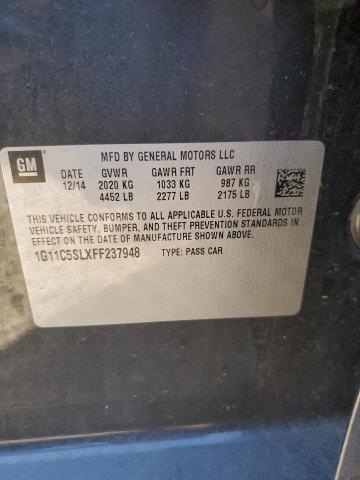 GM
MFD BY GENERAL MOTORS LLC
DATE GVWR GAWR FRT GAWR RR
12/14 2020 KG 1033 KG 987 KG
4452 LB 2277 LB 2175 LB
THIS VEHICLE CONFORMS TO ALL APPLICABLE U.S. FEDERAL MOTOR
VEHICLE SAFETY, BUMPER, AND THEFT PREVENTION STANDARDS
IN EFFECT ON THE DATE OF MANUFACTURE SHOWN ABOVE.
1G11C5SLXFF237948 TYPE: PASS CAR